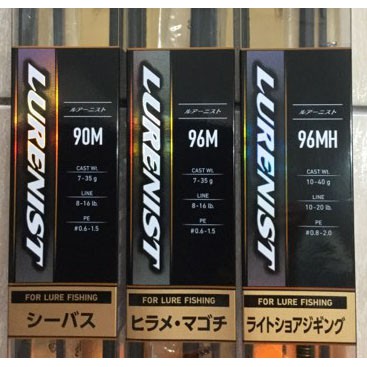 LURENIST
ルアーニスト
90M
CAST WT.
7-35 g
LINE
8-16 lb.
PE
#0.6-1.5
FOR LURE FISHING
シーバス
LURENIST
ルアーニスト
96M
CAST WT.
7-35 g
LINE
8-16 lb.
PE
#0.6-1.5
FOR LURE FISHING
ヒラメ・マゴチ
LURENIST
ルアーニスト
96MH
CAST WT.
10-40 g
LINE
10-20 lb.
PE
#0.8-2.0
FOR LURE FISHING
ライトショアジギング